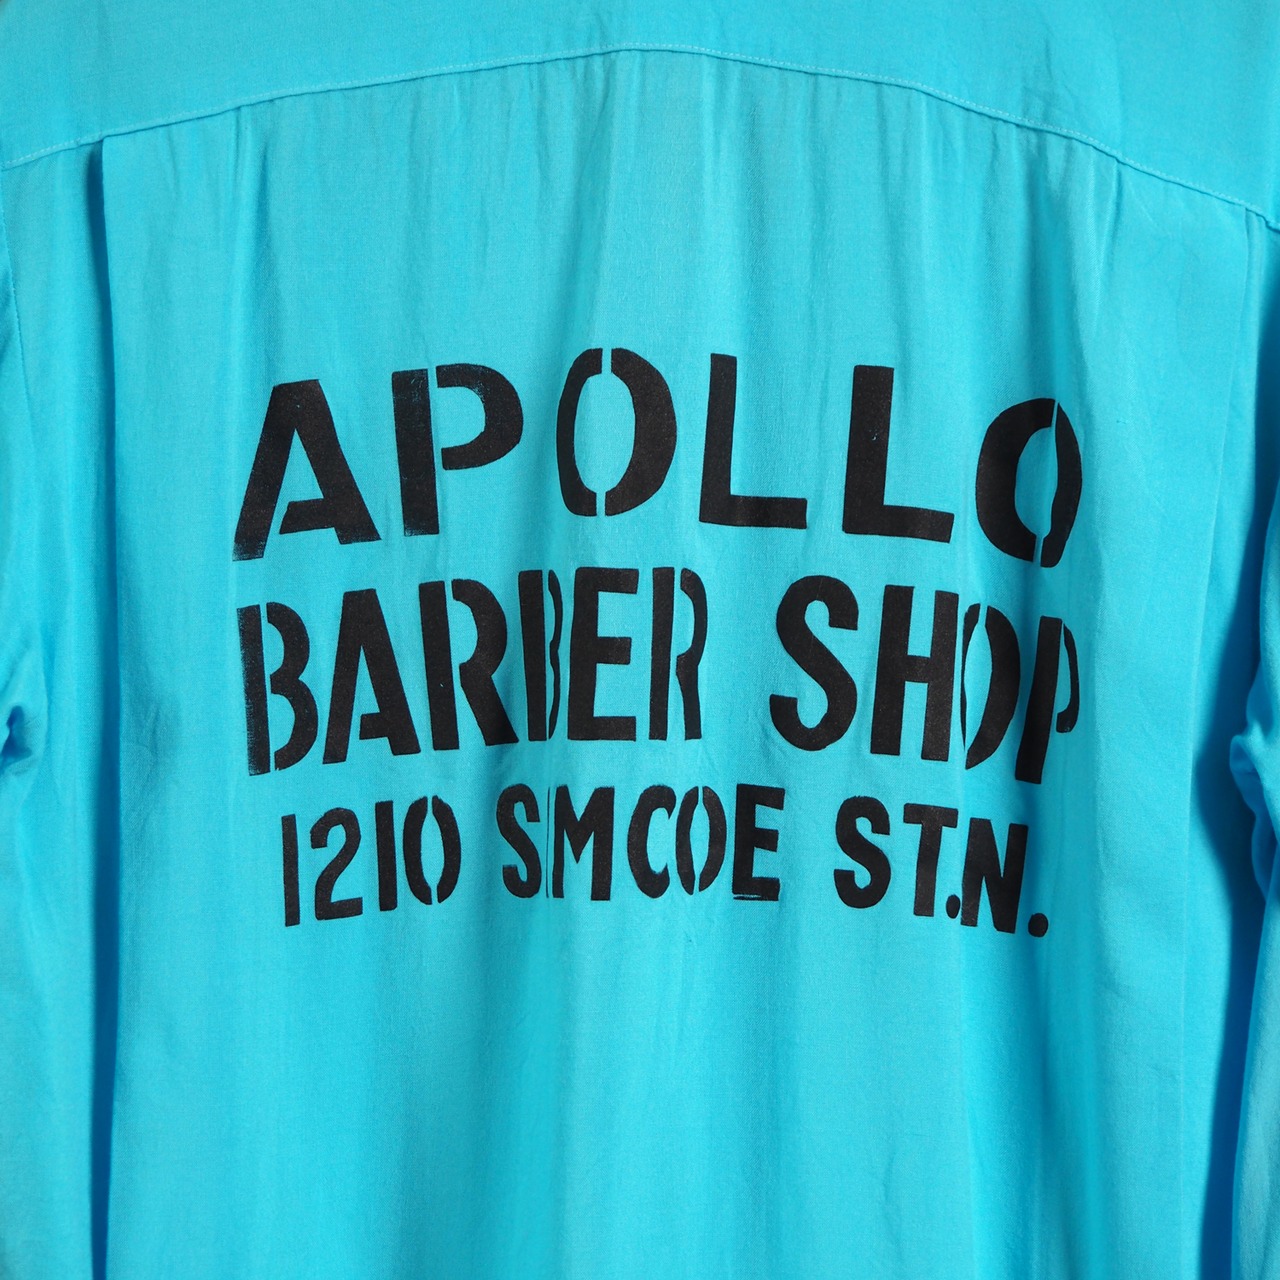 APOLLO
BARBER SHOP
1210 SIMCOE ST.N.